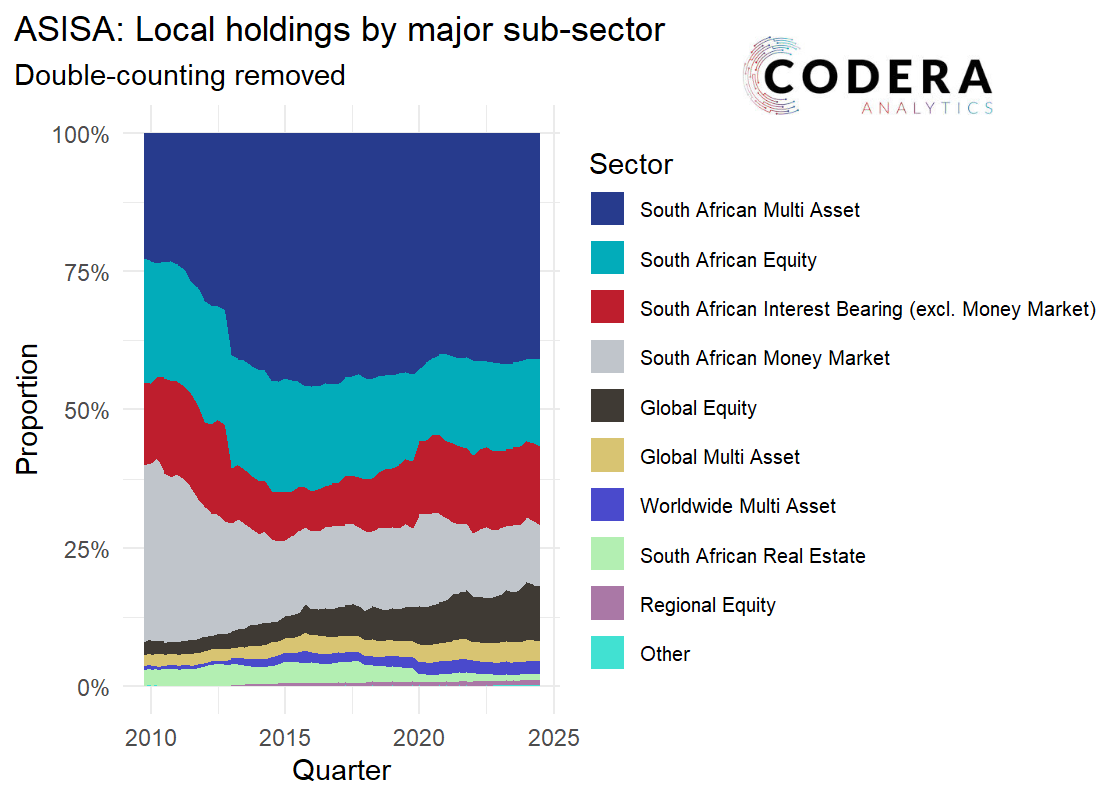 ASISA: Local holdings by major sub-sector
Double-counting removed
CODERA
ANALYTICS
Proportion
100%
75%
50%
25%
0%
2010 2015 2020 2025
Quarter
Sector
South African Multi Asset
South African Equity
South African Interest Bearing (excl. Money Market)
South African Money Market
Global Equity
Global Multi Asset
Worldwide Multi Asset
South African Real Estate
Regional Equity
Other